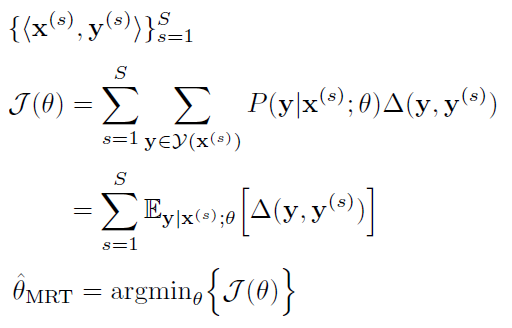 {⟨𝐱^(s), 𝐲^(s)⟩}_{s=1}^{S}
𝒥(θ) = ∑_{s=1}^{S} ∑_{𝐲∈𝒴(𝐱^(s))} P(𝐲|𝐱^(s); θ)Δ(𝐲, 𝐲^(s))
= ∑_{s=1}^{S} 𝔼_{𝐲|𝐱^(s);θ}[Δ(𝐲, 𝐲^(s))]
θ̂_MRT = argmin_θ{𝒥(θ)}